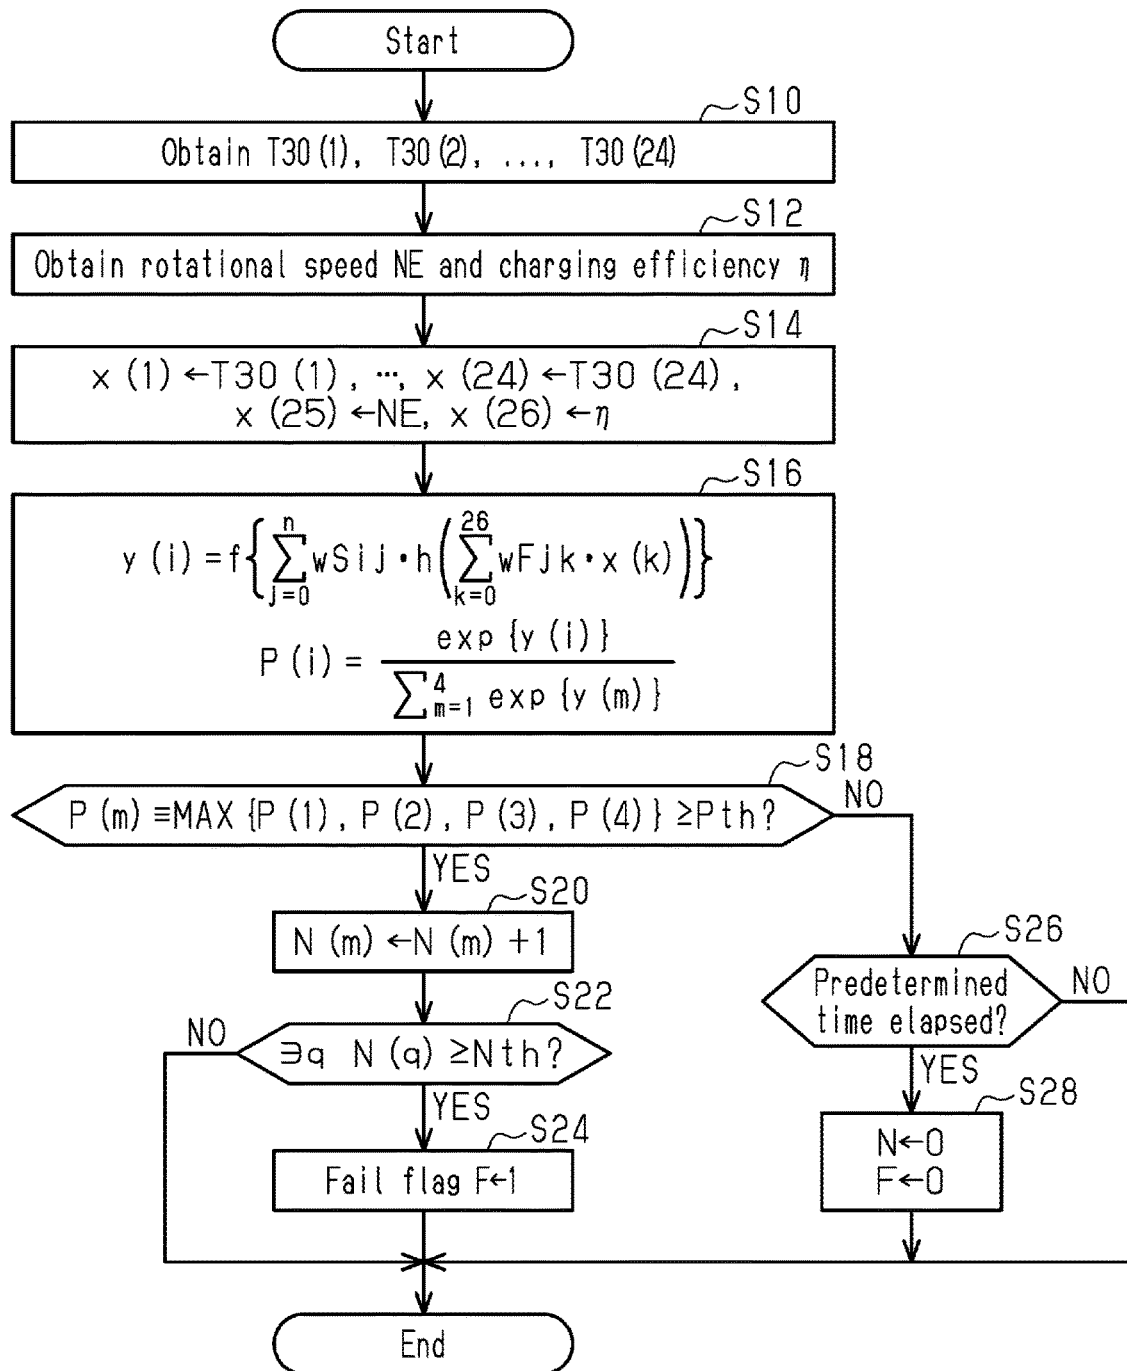 Start
S10
Obtain T30(1), T30(2), ..., T30(24)
S12
Obtain rotational speed NE and charging efficiency η
S14
x(1)←T30(1), …, x(24)←T30(24),
x(25)←NE, x(26)←η
S16
y(i)=f{∑_{j=0}^{n} wSij·h(∑_{k=0}^{26} wFjk·x(k))}
P(i)= exp{y(i)} / ∑_{m=1}^{4} exp{y(m)}
S18
P(m)≡MAX{P(1), P(2), P(3), P(4)}≥Pth?
NO
YES
S20
N(m)←N(m)+1
S26
Predetermined
time elapsed?
NO
S22
NO
∃q N(q)≥Nth?
YES
YES
S28
N←0
F←0
S24
Fail flag F←1
End